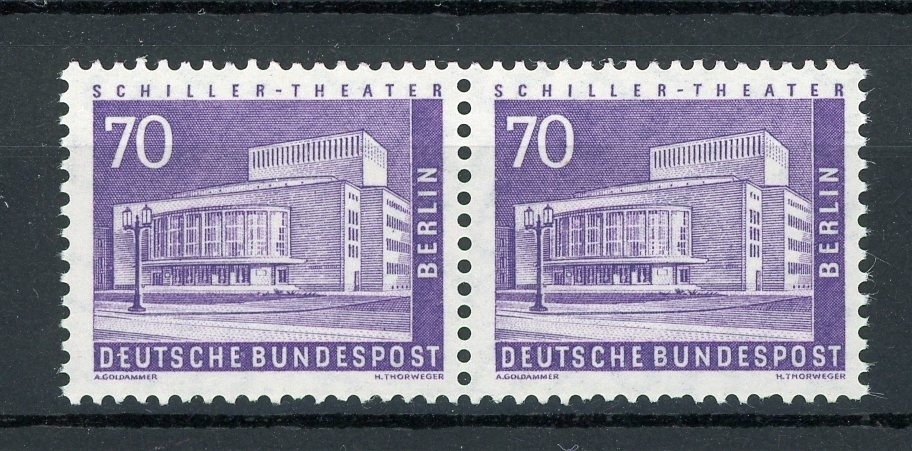 SCHILLER-THEATER
70
BERLIN
DEUTSCHE BUNDESPOST
A.GOLDAMMER H.THORWEGER
SCHILLER-THEATER
70
BERLIN
DEUTSCHE BUNDESPOST
A.GOLDAMMER H.THORWEGER